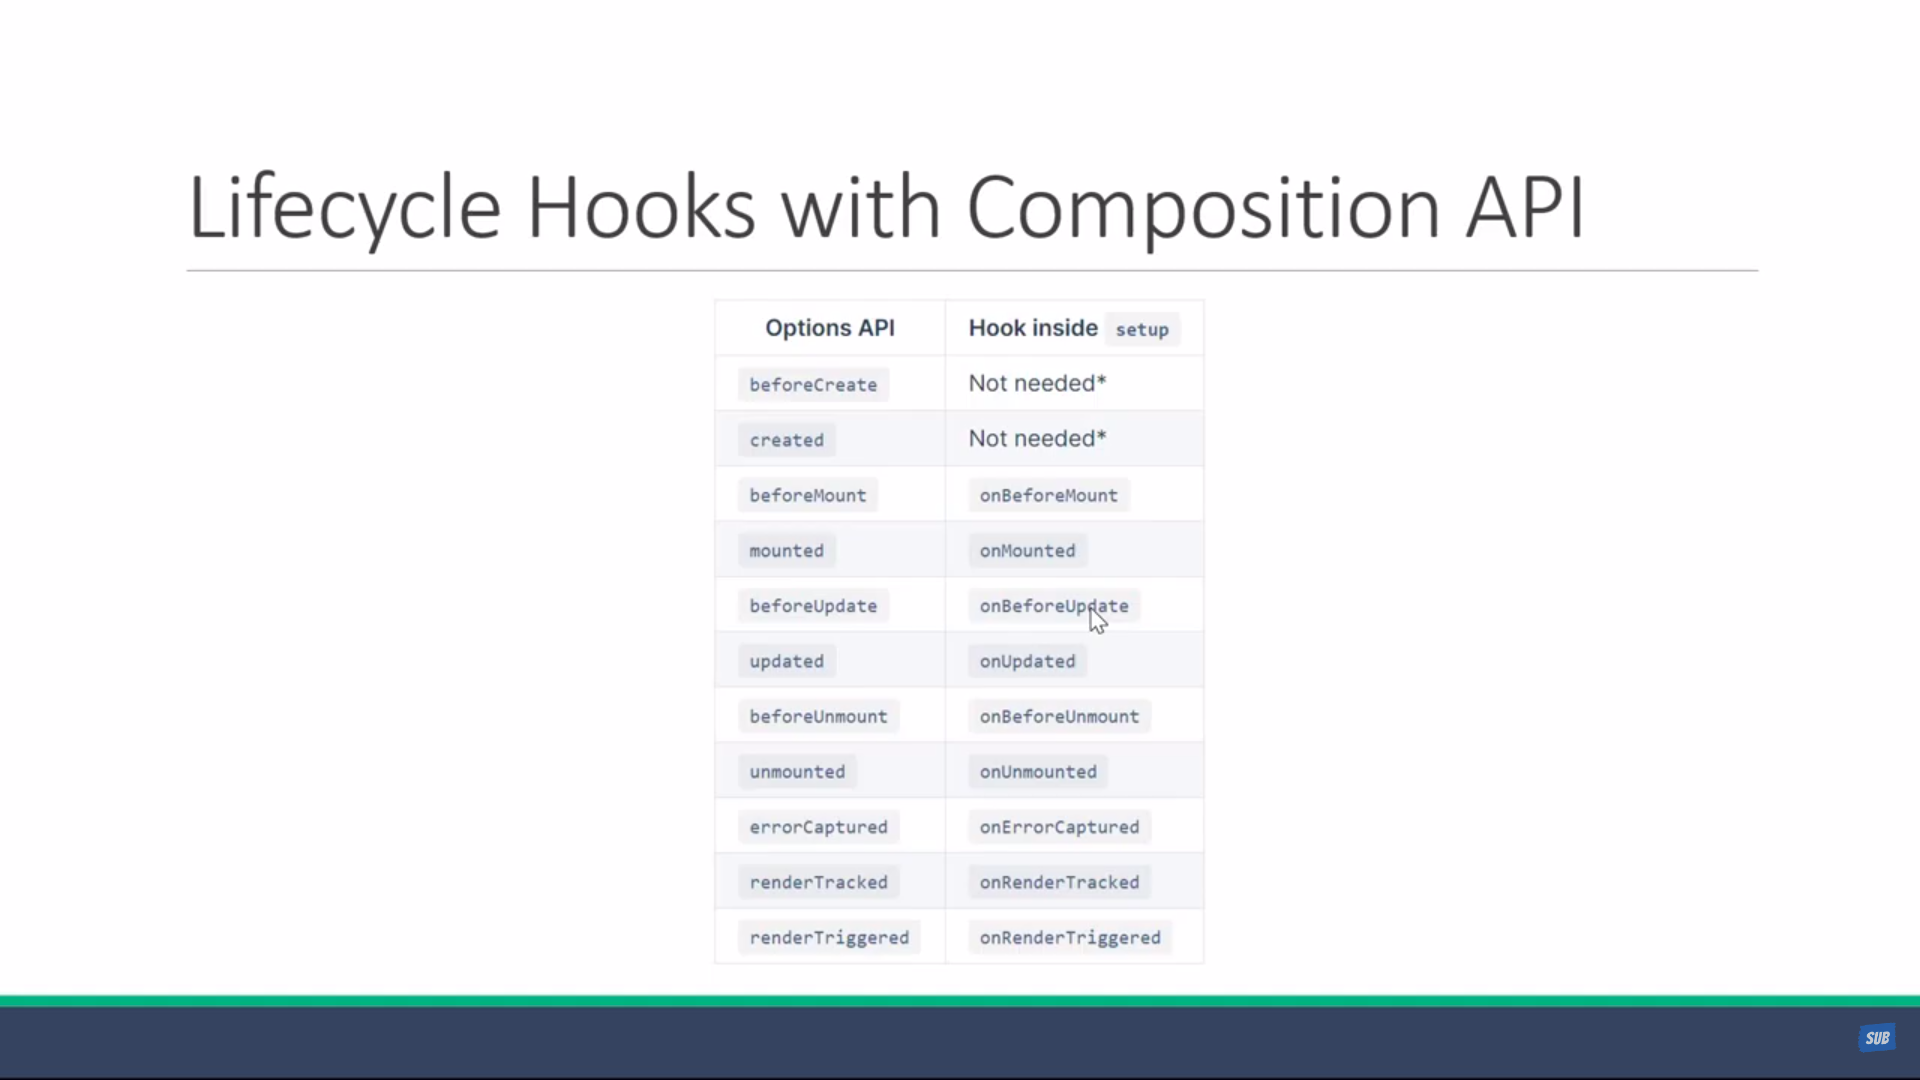 Lifecycle Hooks with Composition API
Options API Hook inside setup
beforeCreate Not needed*
created Not needed*
beforeMount onBeforeMount
mounted onMounted
beforeUpdate onBeforeUpdate
updated onUpdated
beforeUnmount onBeforeUnmount
unmounted onUnmounted
errorCaptured onErrorCaptured
renderTracked onRenderTracked
renderTriggered onRenderTriggered
SUB